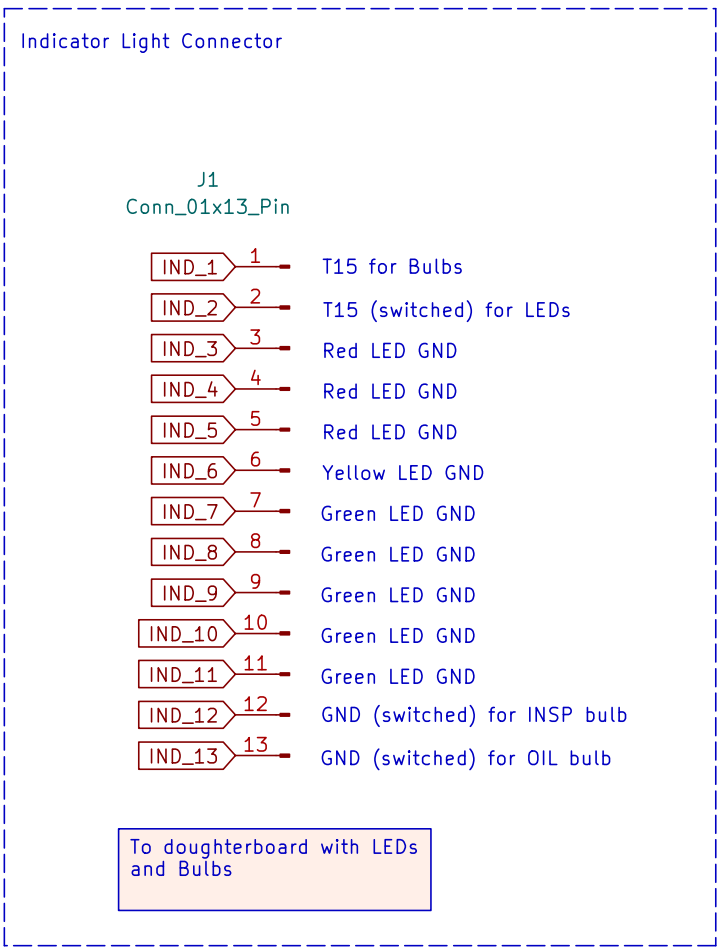 Indicator Light Connector
J1
Conn_01x13_Pin
IND_1 1 T15 for Bulbs
IND_2 2 T15 (switched) for LEDs
IND_3 3 Red LED GND
IND_4 4 Red LED GND
IND_5 5 Red LED GND
IND_6 6 Yellow LED GND
IND_7 7 Green LED GND
IND_8 8 Green LED GND
IND_9 9 Green LED GND
IND_10 10 Green LED GND
IND_11 11 Green LED GND
IND_12 12 GND (switched) for INSP bulb
IND_13 13 GND (switched) for OIL bulb
To doughterboard with LEDs
and Bulbs